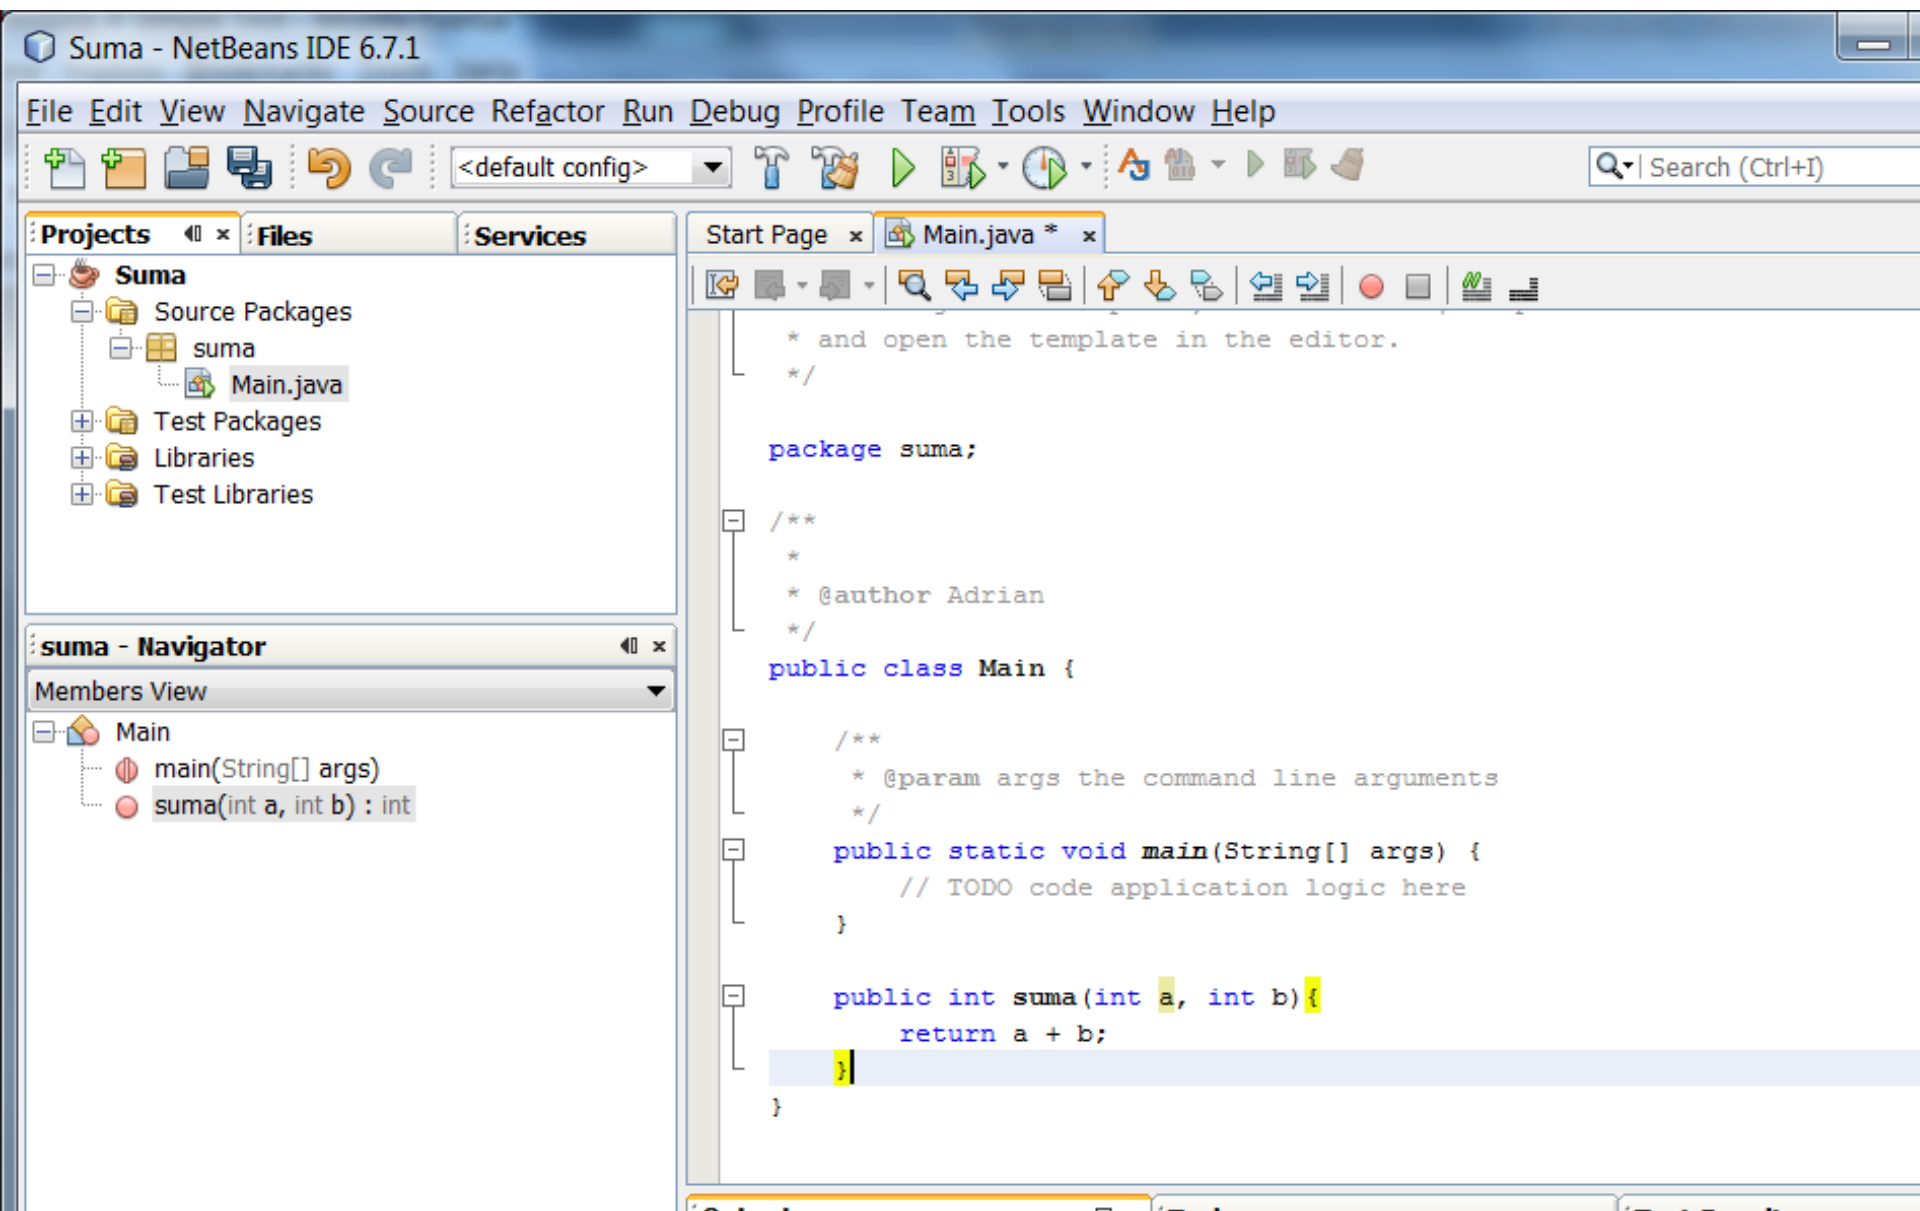 Suma - NetBeans IDE 6.7.1
File Edit View Navigate Source Refactor Run Debug Profile Team Tools Window Help
<default config>
Search (Ctrl+I)
Projects
Files
Services
Suma
Source Packages
suma
Main.java
Test Packages
Libraries
Test Libraries
suma - Navigator
Members View
Main
main(String[] args)
suma(int a, int b) : int
Start Page
Main.java *
* and open the template in the editor.
*/
package suma;
/**
*
* @author Adrian
*/
public class Main {
/**
* @param args the command line arguments
*/
public static void main(String[] args) {
// TODO code application logic here
}
public int suma(int a, int b){
return a + b;
}
}